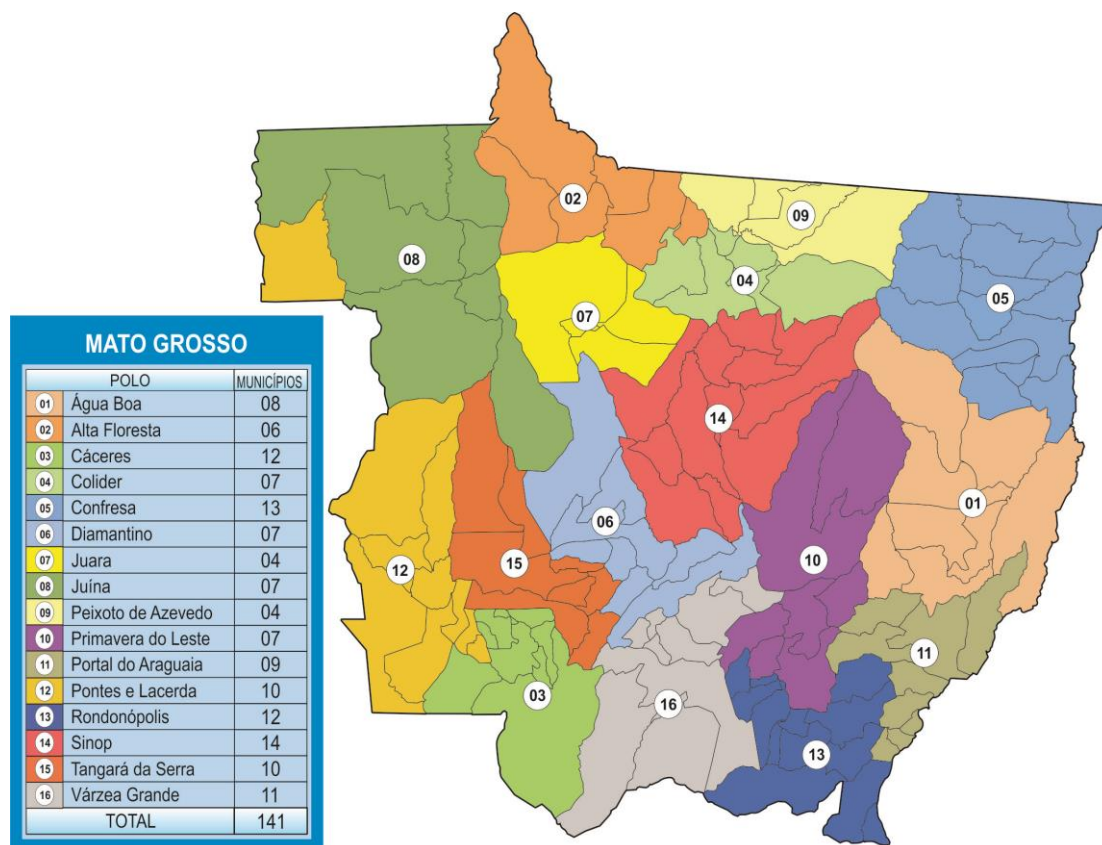 MATO GROSSO
POLO MUNICÍPIOS
01 Água Boa 08
02 Alta Floresta 06
03 Cáceres 12
04 Colider 07
05 Confresa 13
06 Diamantino 07
07 Juara 04
08 Juína 07
09 Peixoto de Azevedo 04
10 Primavera do Leste 07
11 Portal do Araguaia 09
12 Pontes e Lacerda 10
13 Rondonópolis 12
14 Sinop 14
15 Tangará da Serra 10
16 Várzea Grande 11
TOTAL 141
02
09
08
04
05
07
14
01
06
10
15
12
11
03
16
13